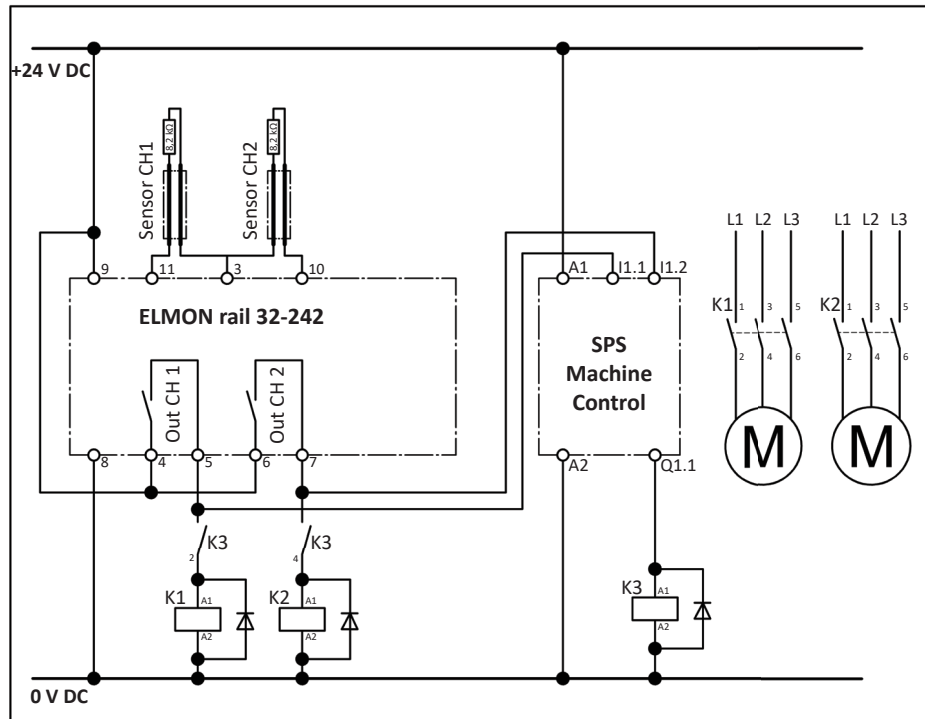 +24 V DC
Sensor CH1
8,2 kΩ
Sensor CH2
8,2 kΩ
9
11
3
10
A1
I1.1
I1.2
L1 L2 L3
L1 L2 L3
ELMON rail 32-242
SPS
Machine
Control
K1
1
3
5
2
4
6
K2
1
3
5
2
4
6
Out CH 1
Out CH 2
M
M
8
4
5
6
7
A2
Q1.1
K3
2
K3
4
K1
A1
A2
K2
A1
A2
K3
A1
A2
0 V DC